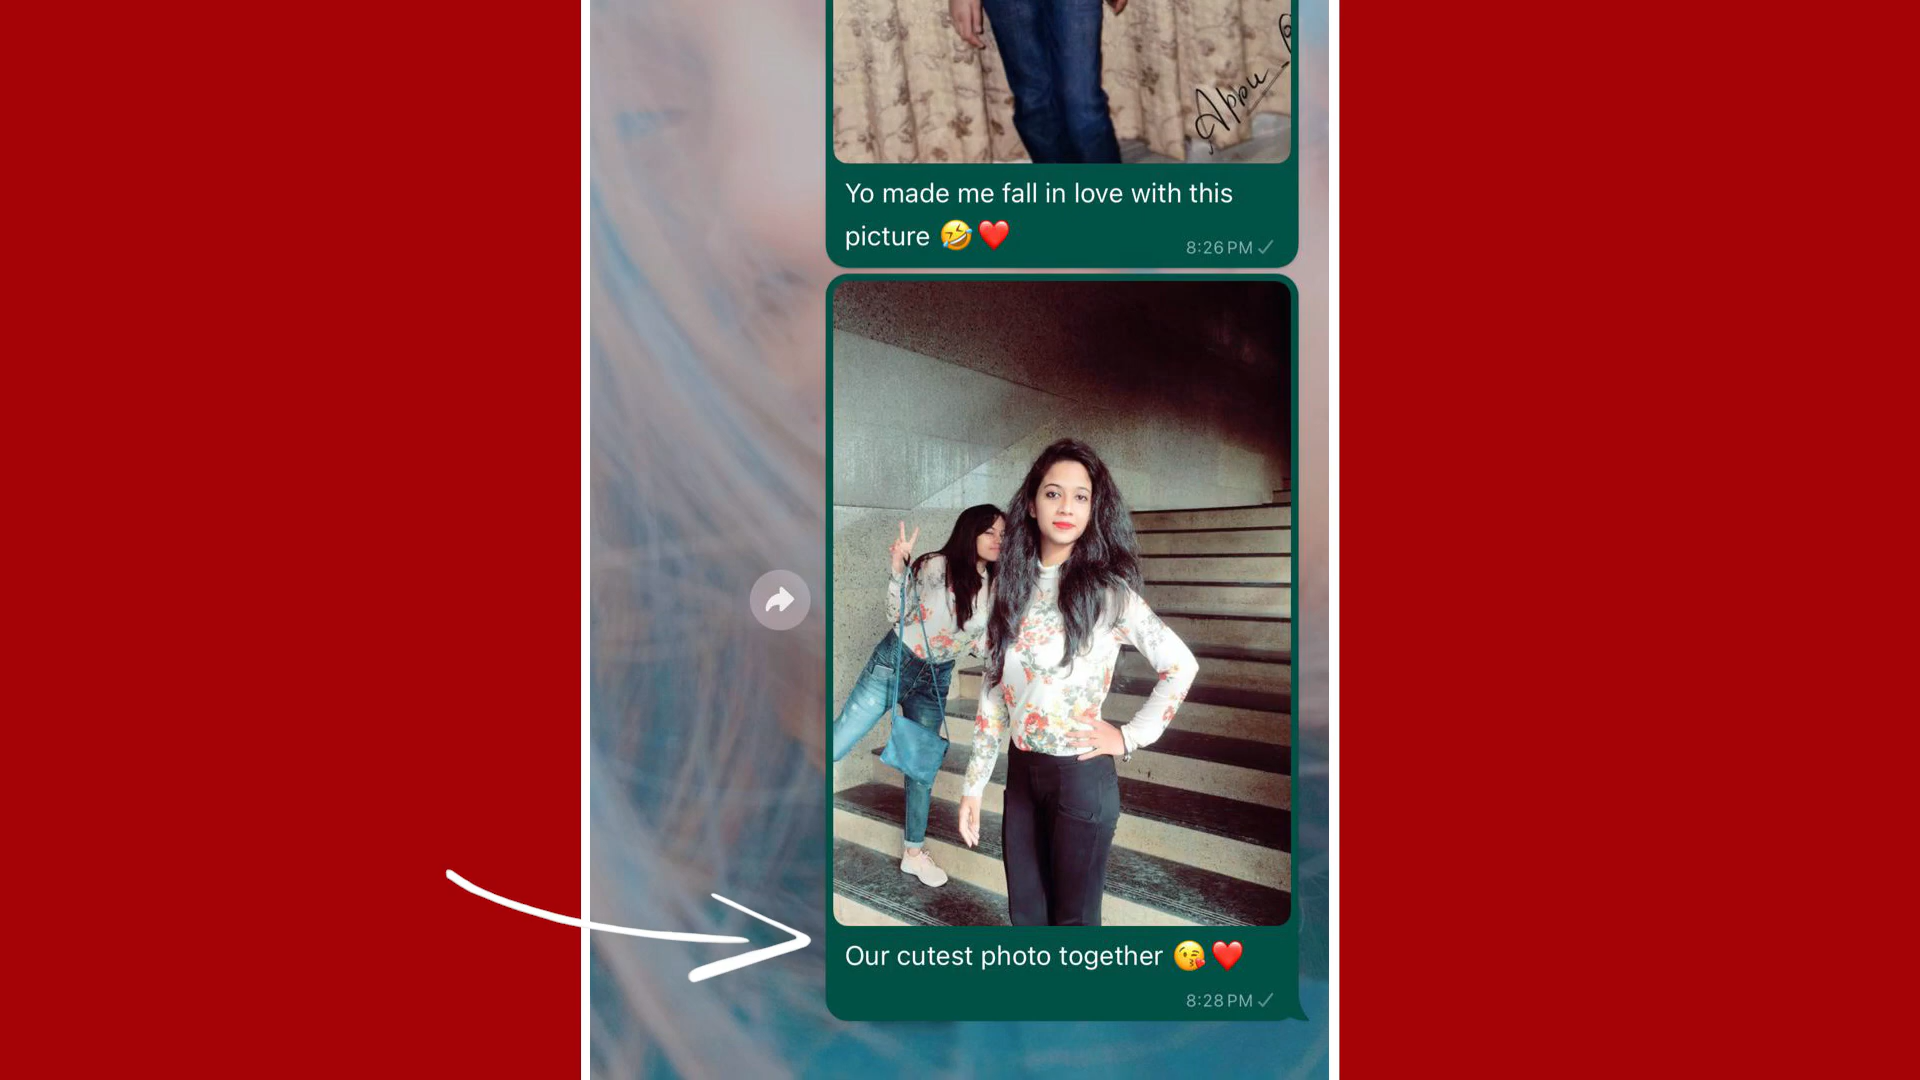 Appu_
Yo made me fall in love with this
picture 🤣❤️
8:26 PM ✓
Our cutest photo together 😘❤️
8:28 PM ✓